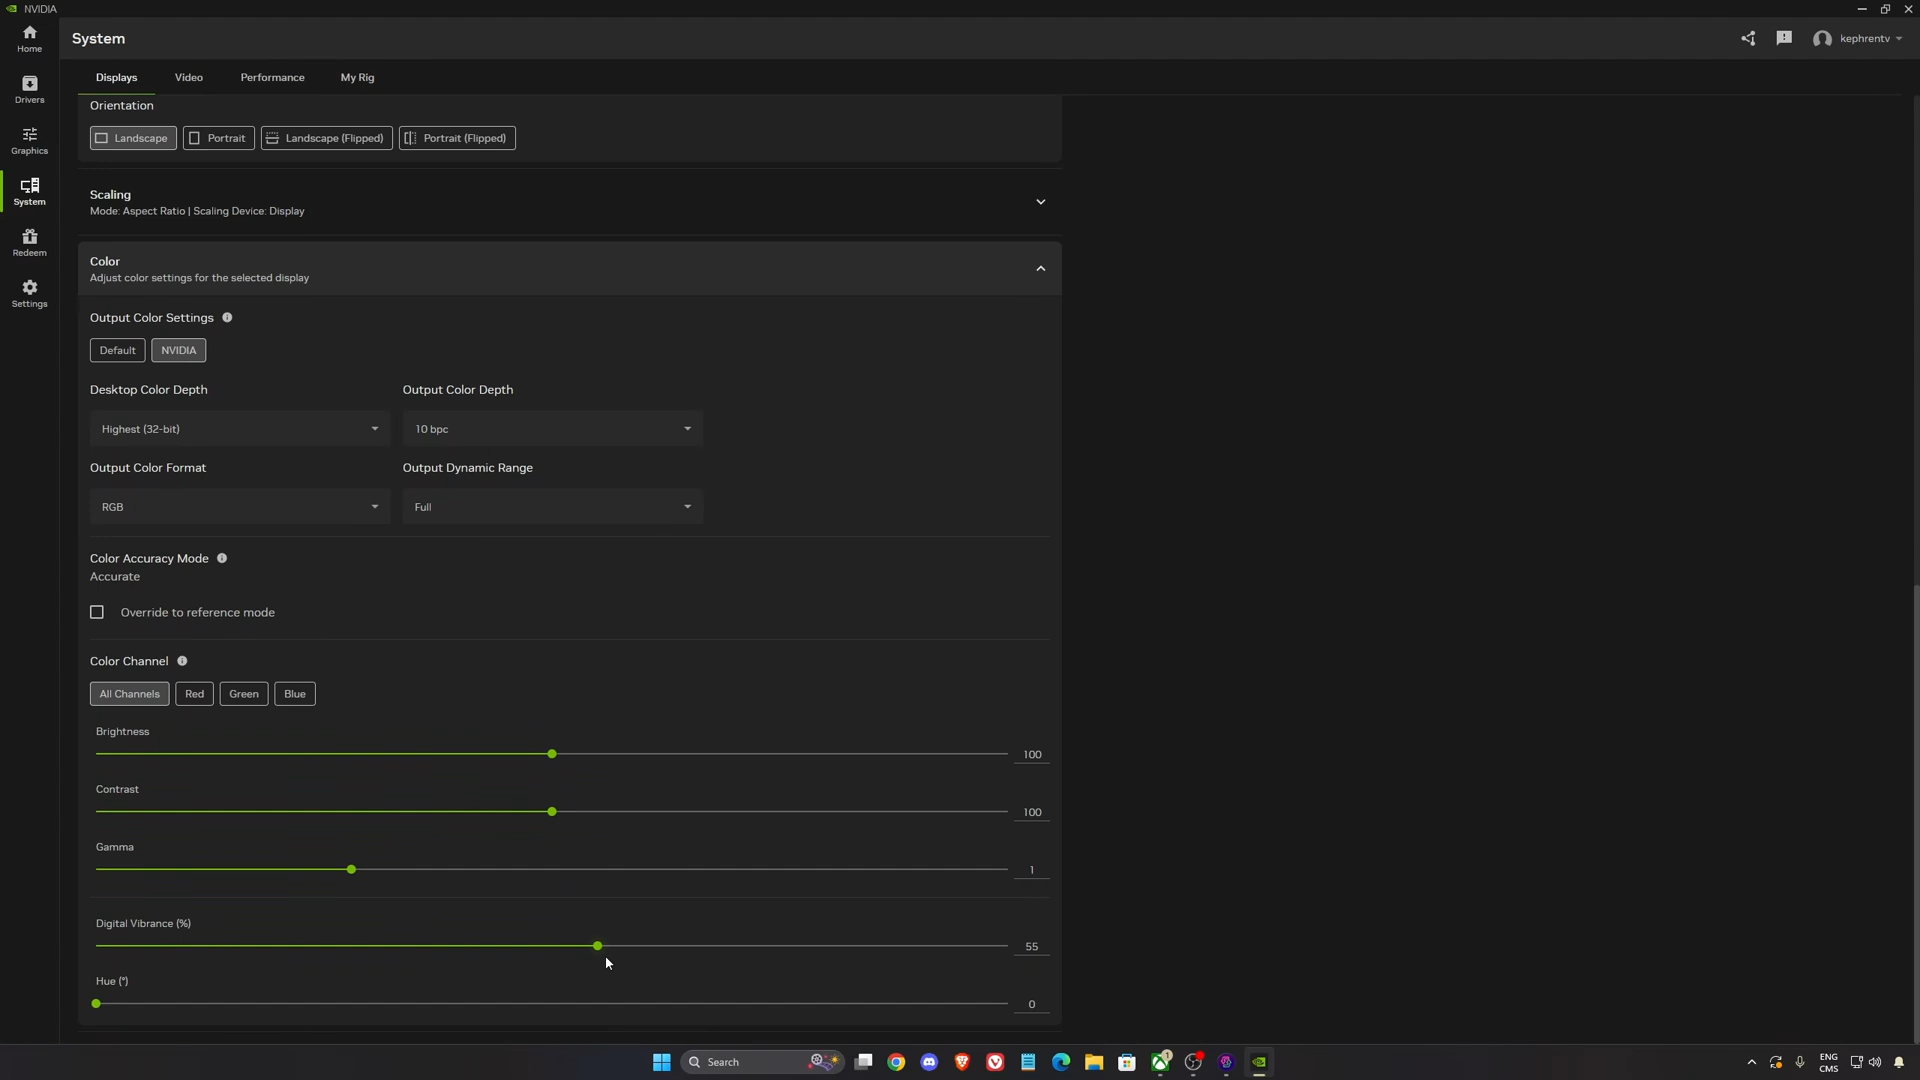 NVIDIA
System
kephrentv
Home
Drivers
Graphics
System
Redeem
Settings
Displays Video Performance My Rig
Orientation
Landscape Portrait Landscape (Flipped) Portrait (Flipped)
Scaling
Mode: Aspect Ratio | Scaling Device: Display
Color
Adjust color settings for the selected display
Output Color Settings
Default NVIDIA
Desktop Color Depth Output Color Depth
Highest (32-bit) 10 bpc
Output Color Format Output Dynamic Range
RGB Full
Color Accuracy Mode
Accurate
Override to reference mode
Color Channel
All Channels Red Green Blue
Brightness
100
Contrast
100
Gamma
1
Digital Vibrance (%)
55
Hue (°)
0
Search
1
ENG
CMS